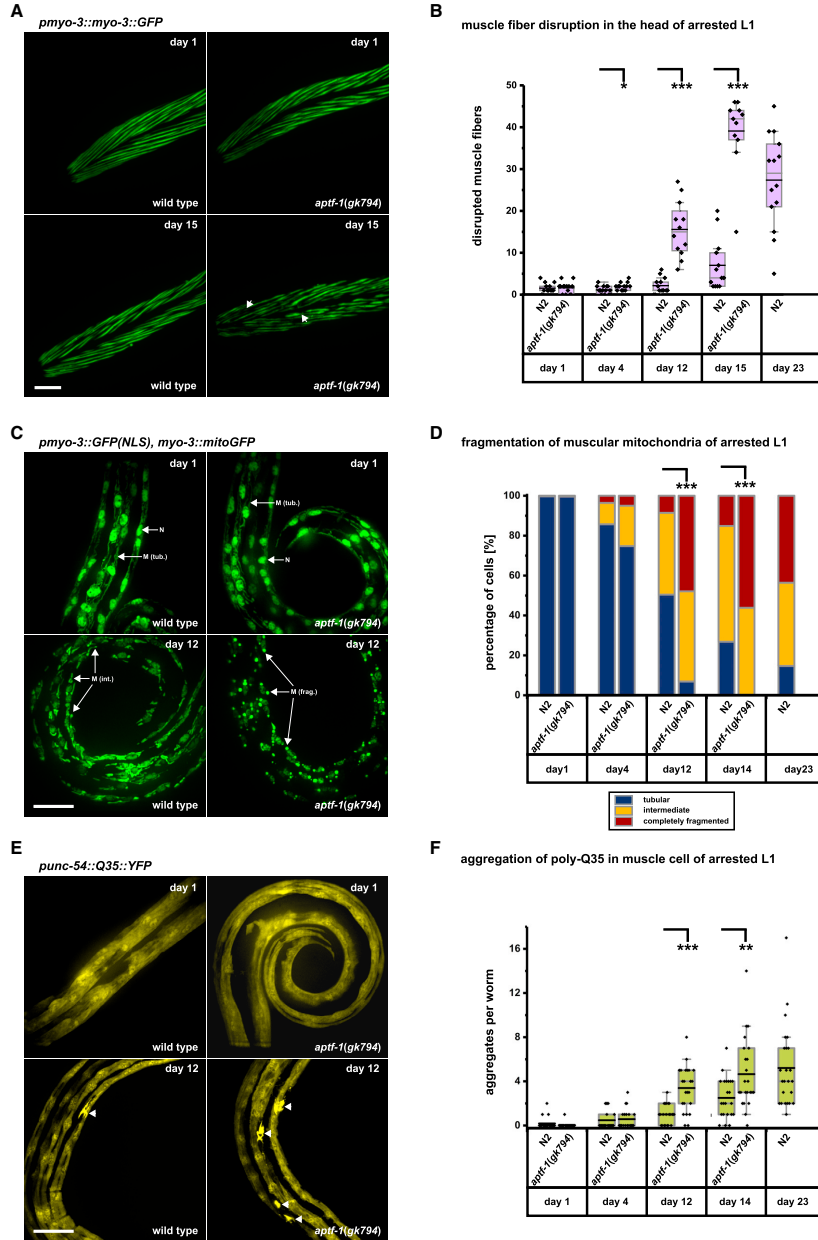 A
pmyo-3::myo-3::GFP
day 1
day 1
wild type
aptf-1(gk794)
day 15
day 15
wild type
aptf-1(gk794)
B
muscle fiber disruption in the head of arrested L1
* *** ***
disrupted muscle fibers
50
40
30
20
10
0
N2 aptf-1(gk794) N2 aptf-1(gk794) N2 aptf-1(gk794) N2 aptf-1(gk794) N2
day 1 day 4 day 12 day 15 day 23
C
pmyo-3::GFP(NLS), myo-3::mitoGFP
day 1
day 1
M (tub.)
N
M (tub.)
N
wild type
aptf-1(gk794)
day 12
day 12
M (int.)
M (frag.)
wild type
aptf-1(gk794)
D
fragmentation of muscular mitochondria of arrested L1
*** ***
percentage of cells [%]
100
80
60
40
20
0
N2 aptf-1(gk794) N2 aptf-1(gk794) N2 aptf-1(gk794) N2 aptf-1(gk794) N2
day1 day4 day12 day14 day23
tubular
intermediate
completely fragmented
E
punc-54::Q35::YFP
day 1
day 1
wild type
aptf-1(gk794)
day 12
day 12
wild type
aptf-1(gk794)
F
aggregation of poly-Q35 in muscle cell of arrested L1
*** **
aggregates per worm
16
12
8
4
0
N2 aptf-1(gk794) N2 aptf-1(gk794) N2 aptf-1(gk794) N2 aptf-1(gk794) N2
day 1 day 4 day 12 day 14 day 23